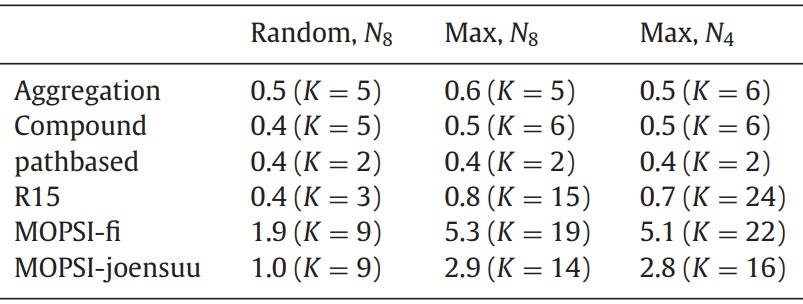 Random, N8 Max, N8 Max, N4
Aggregation 0.5 (K = 5) 0.6 (K = 5) 0.5 (K = 6)
Compound 0.4 (K = 5) 0.5 (K = 6) 0.5 (K = 6)
pathbased 0.4 (K = 2) 0.4 (K = 2) 0.4 (K = 2)
R15 0.4 (K = 3) 0.8 (K = 15) 0.7 (K = 24)
MOPSI-fi 1.9 (K = 9) 5.3 (K = 19) 5.1 (K = 22)
MOPSI-joensuu 1.0 (K = 9) 2.9 (K = 14) 2.8 (K = 16)